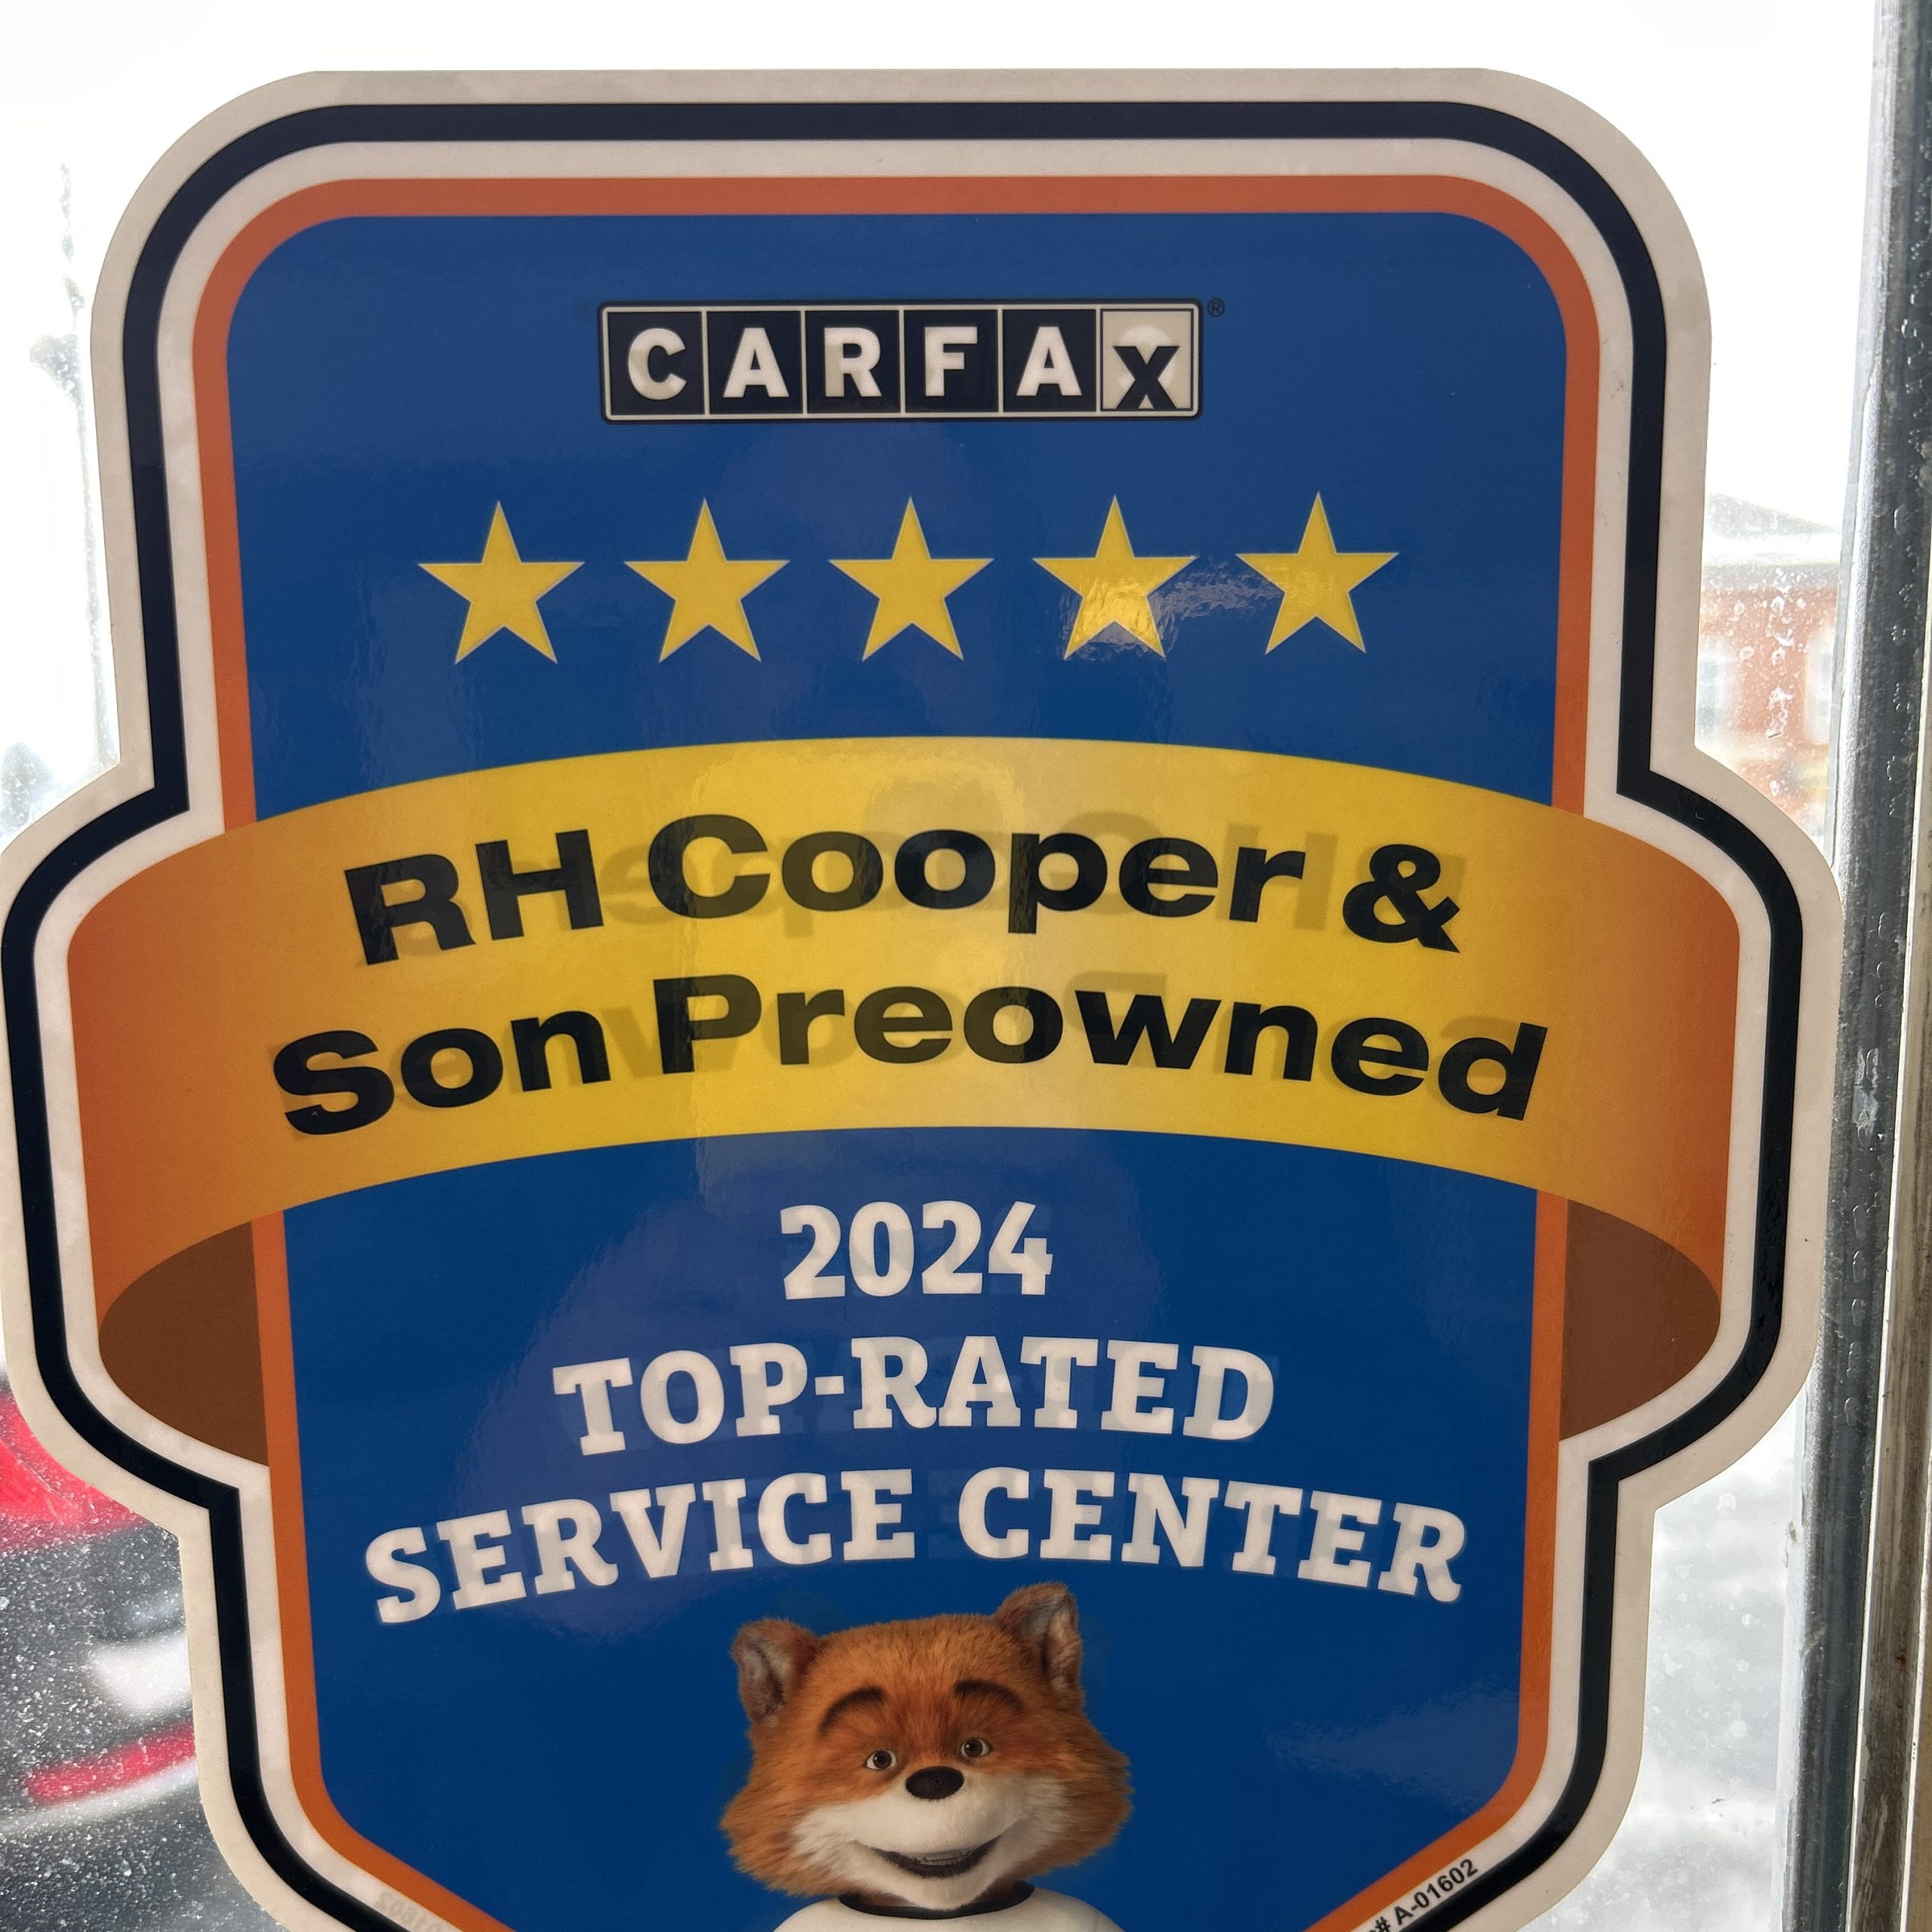 CARFAX®
RH Cooper &
Son Preowned
2024
TOP-RATED
SERVICE CENTER
# A-01602